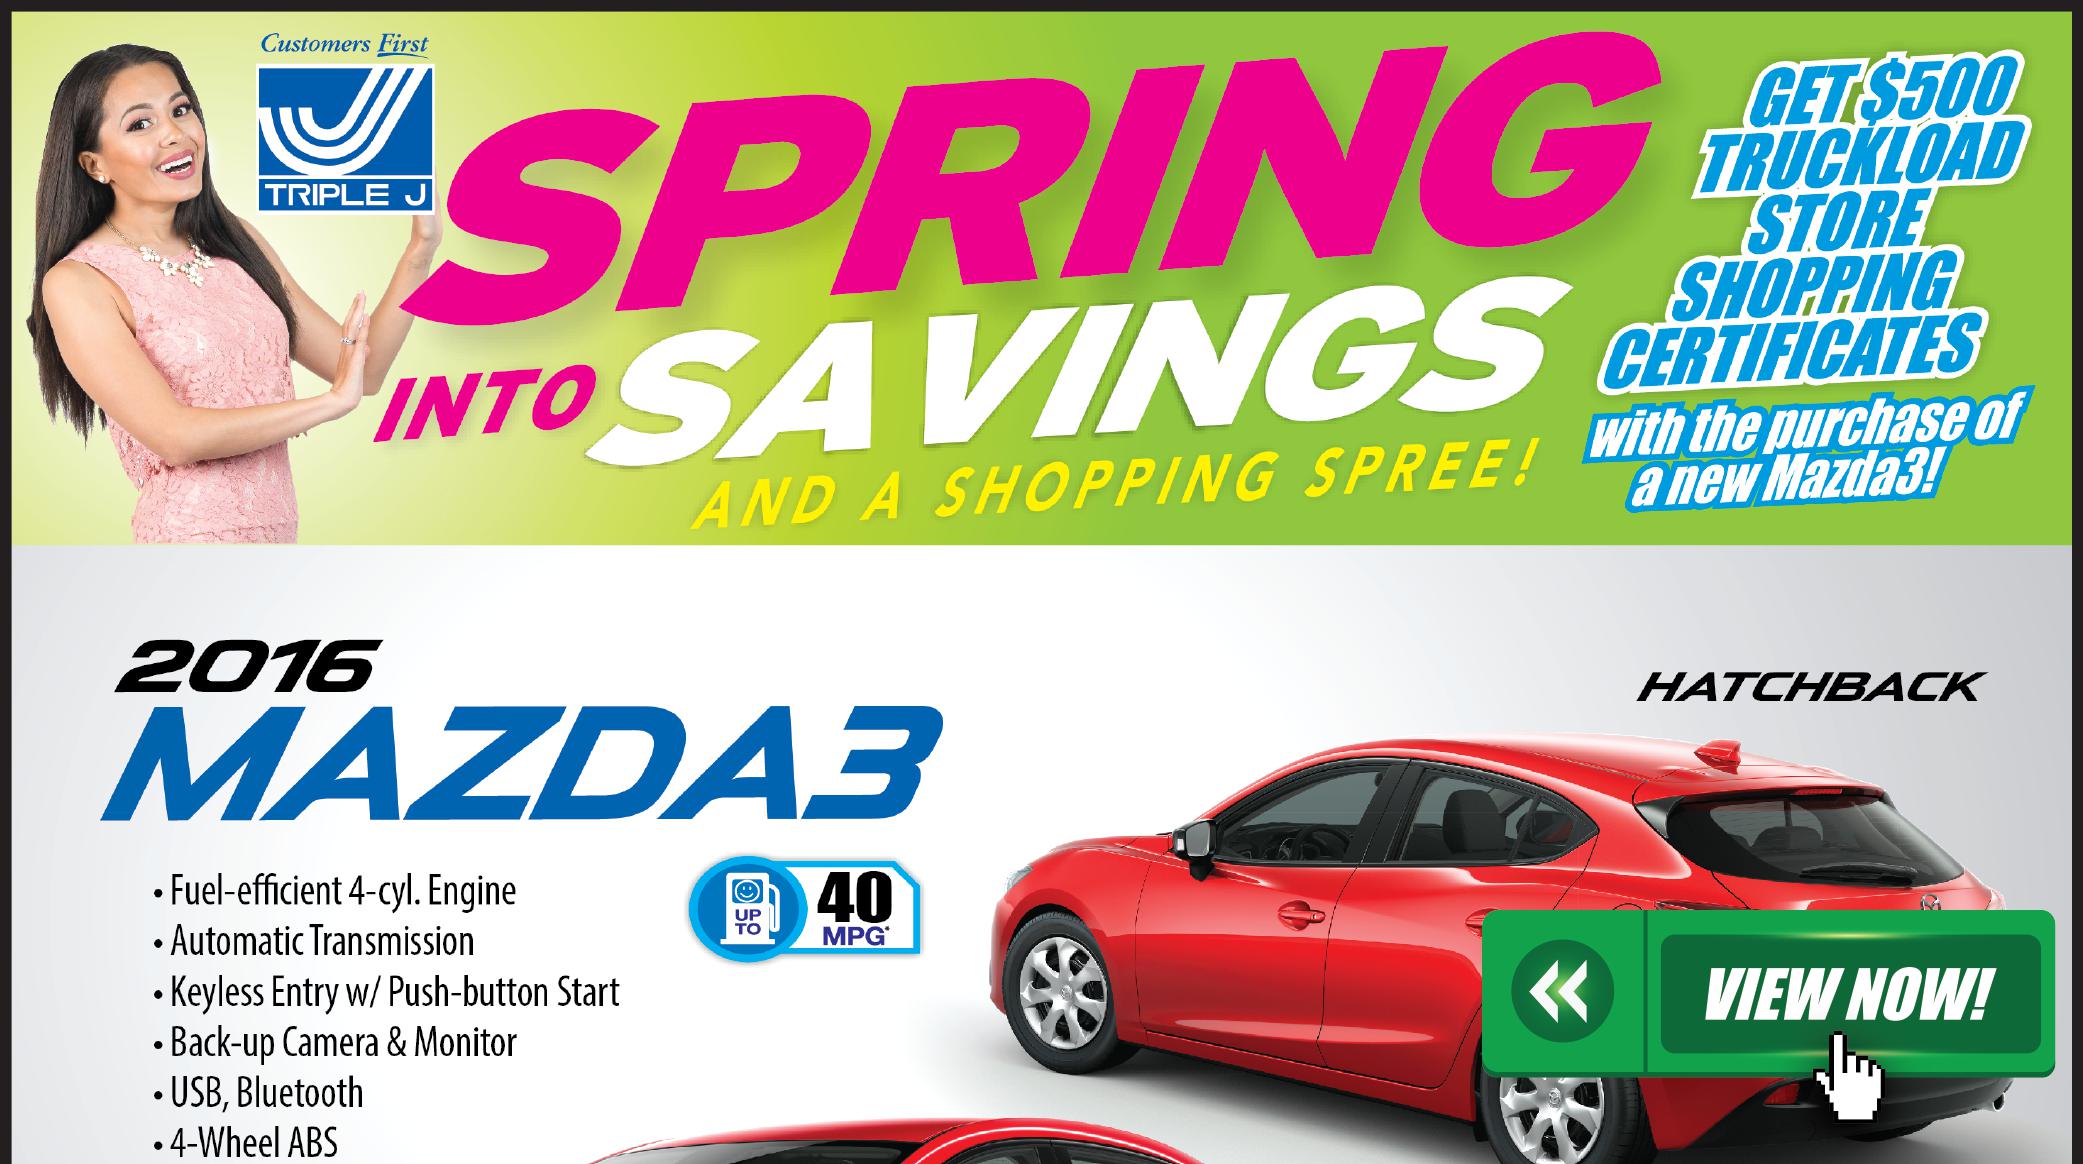 Customers First
TRIPLE J
SPRING
INTO SAVINGS
AND A SHOPPING SPREE!
GET $500
TRUCKLOAD
STORE
SHOPPING
CERTIFICATES
with the purchase of
a new Mazda3!
2016
MAZDA3
HATCHBACK
• Fuel-efficient 4-cyl. Engine
• Automatic Transmission
• Keyless Entry w/ Push-button Start
• Back-up Camera & Monitor
• USB, Bluetooth
• 4-Wheel ABS
UP
TO
40
MPG*
VIEW NOW!